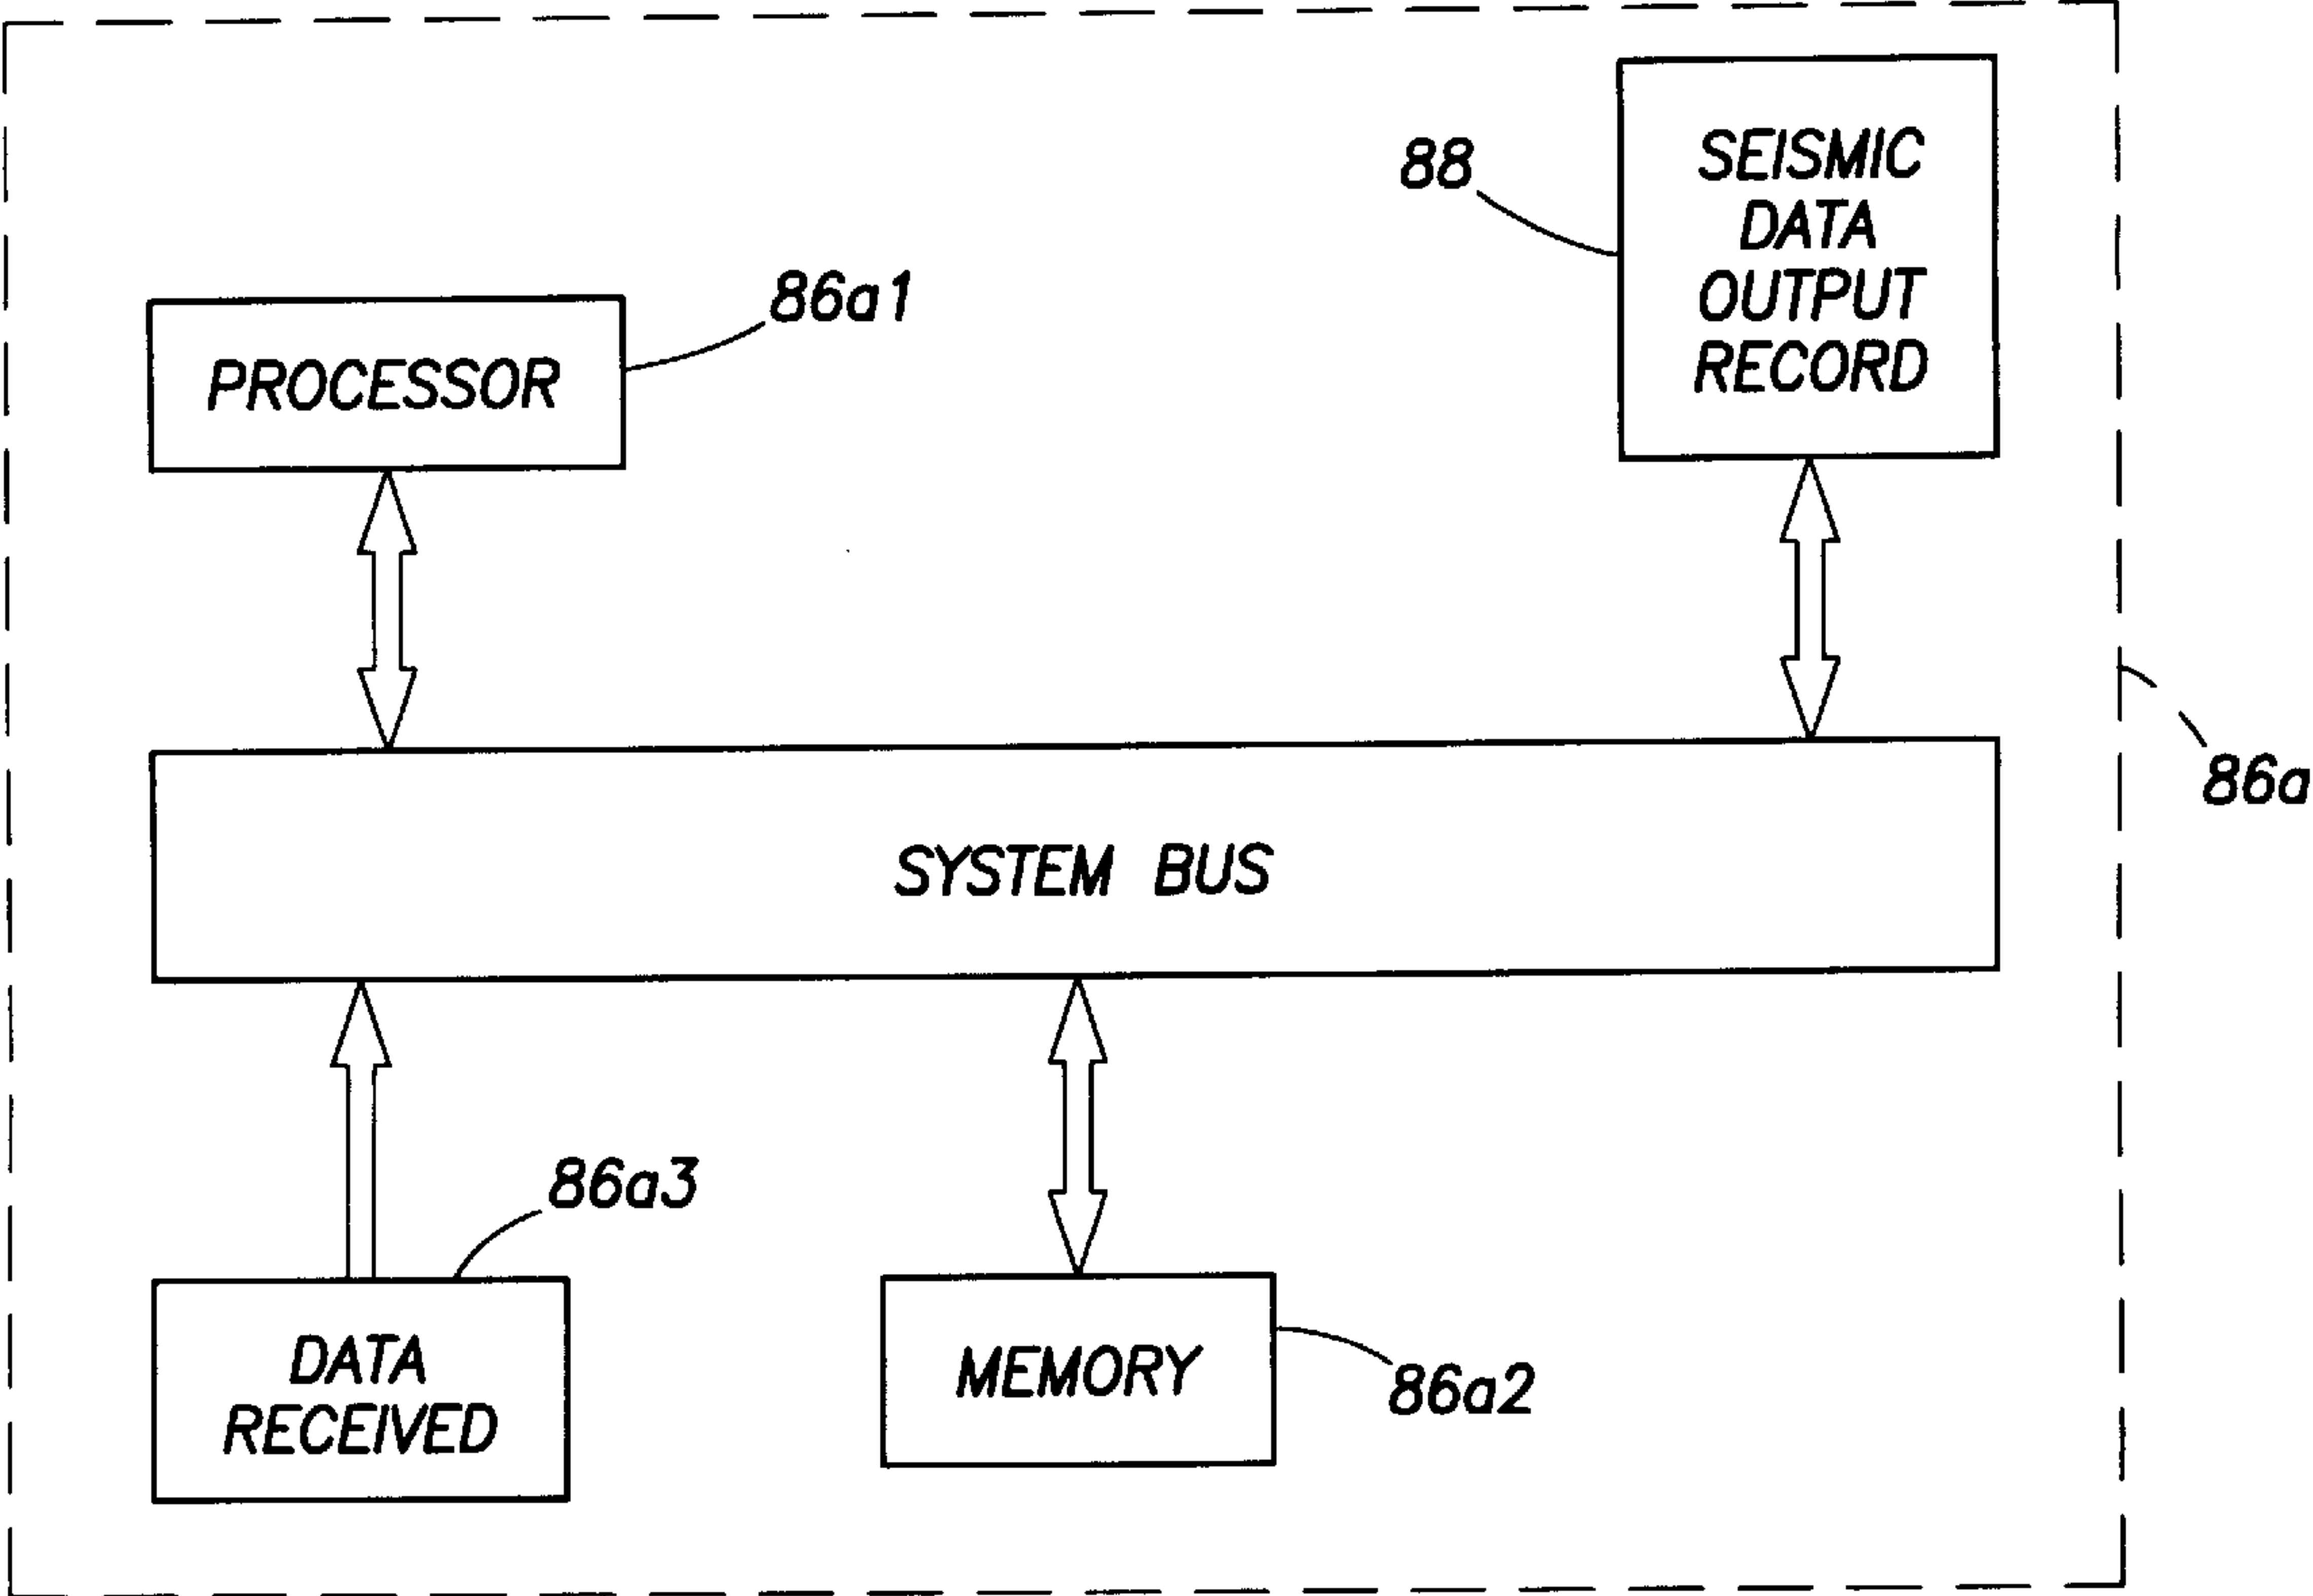 88
SEISMIC
DATA
OUTPUT
RECORD
86a1
PROCESSOR
86a
SYSTEM BUS
86a3
DATA
RECEIVED
MEMORY
86a2